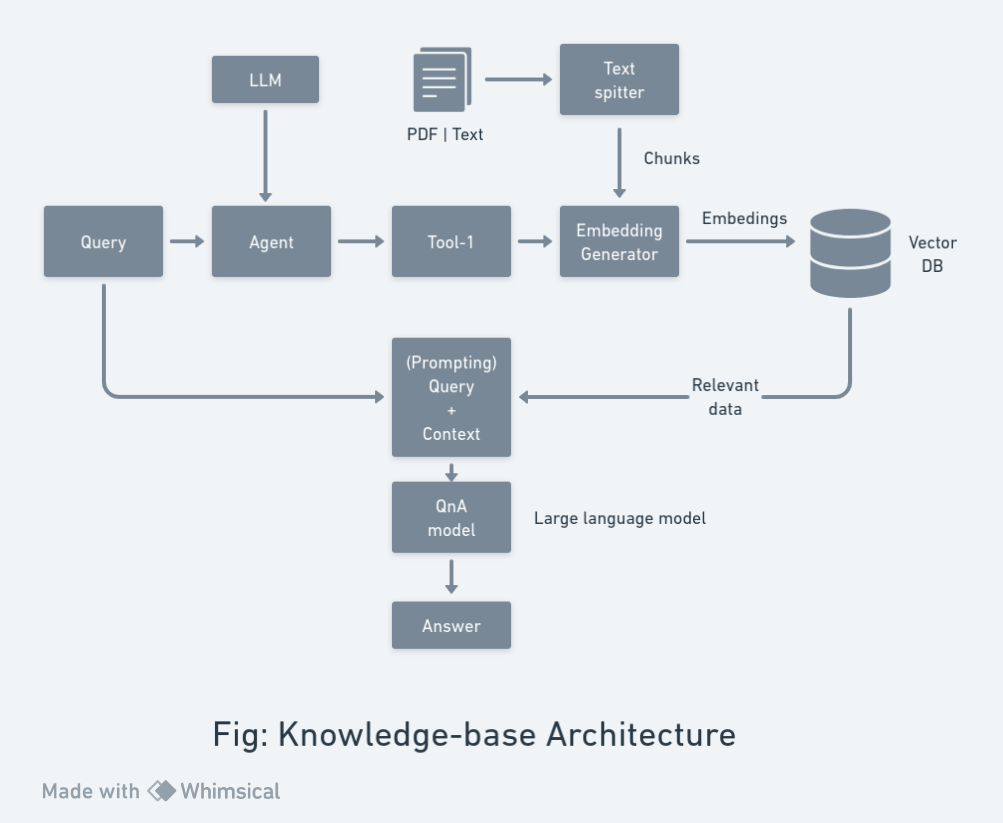 LLM
PDF | Text
Text
spitter
Chunks
Query
Agent
Tool-1
Embedding
Generator
Embedings
Vector
DB
(Prompting)
Query
+
Context
Relevant
data
QnA
model
Large language model
Answer
Fig: Knowledge-base Architecture
Made with Whimsical